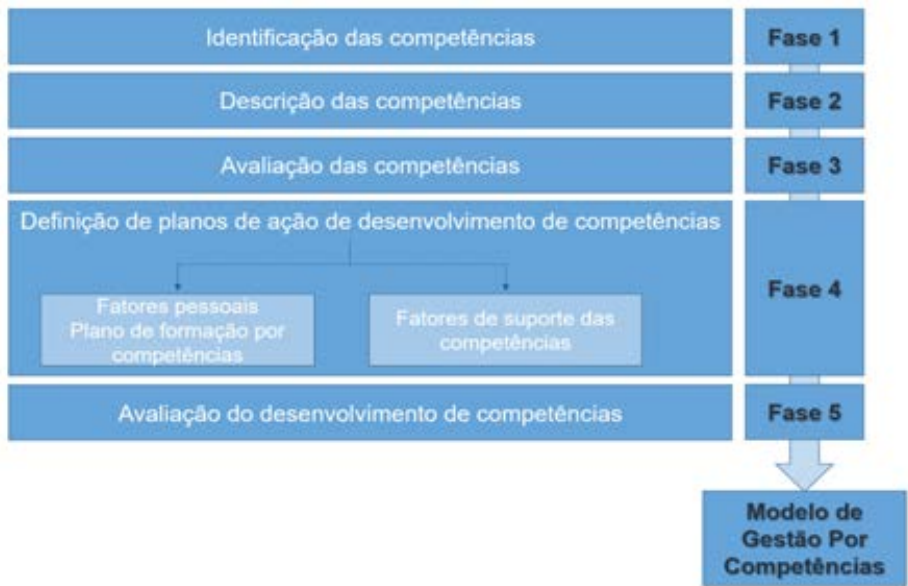 Identificação das competências
Fase 1
Descrição das competências
Fase 2
Avaliação das competências
Fase 3
Definição de planos de ação de desenvolvimento de competências
Fatores pessoais
Plano de formação por
competências
Fatores de suporte das
competências
Fase 4
Avaliação do desenvolvimento de competências
Fase 5
Modelo de
Gestão Por
Competências